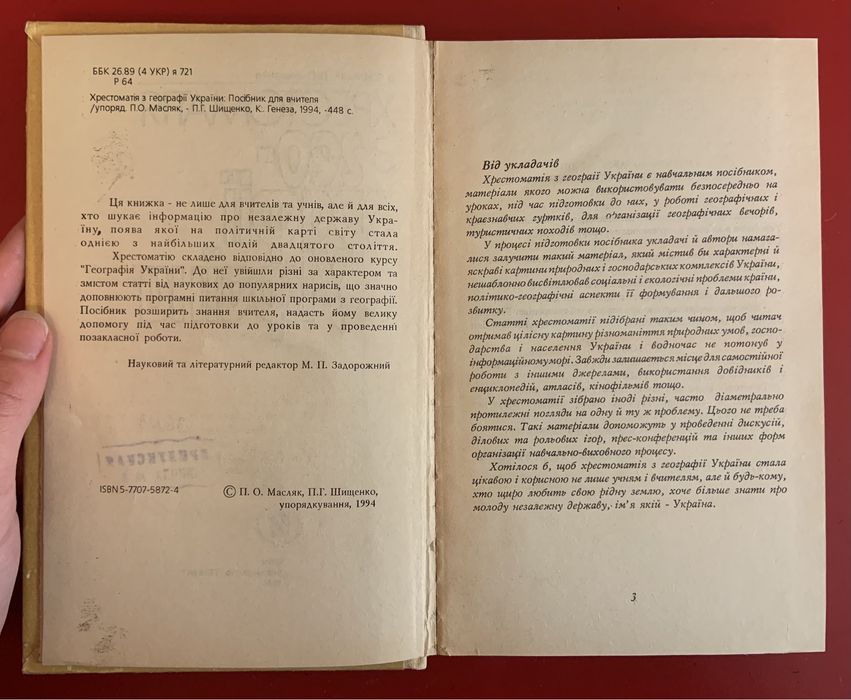 ББК 26.89 (4 УКР) я 721
Р 64
Хрестоматія з географії України: Посібник для вчителя
/упоряд. П.О. Масляк, - П.Г. Шищенко, К.. Генеза, 1994, -448 с.
Ця книжка - не лише для вчителів та учнів, але й для всіх,
хто шукає інформацію про незалежну державу Укра-
їну, поява якої на політичній карті світу стала
однією з найбільших подій двадцятого століття.
Хрестоматію складено відповідно до оновленого курсу
"Географія України". До неї увійшли різні за характером та
змістом статті від наукових до популярних нарисів, що значно
доповнюють програмні питання шкільної програми з географії.
Посібник розширить знання вчителя, надасть йому велику
допомогу під час підготовки до уроків та у проведенні
позакласної роботи.
Науковий та літературний редактор М. П. Задорожний
ISBN 5-7707-5872-4
© П. О. Масляк, П.Г. Шищенко,
упорядкування, 1994
Від укладачів
Хрестоматія з геограії України є навчальним посібником,
матеріали якого можна використовувати безпосередньо на
уроках, під час підготовки до них, у роботі географічних і
краєзнавчих гуртків, для організації географічних вечорів,
туристичних походів тощо.
У процесі підготовки посібника укладачі й автори намага-
лися залучити такий матеріал, який містив би характерні й
яскраві картини природних і господарських комплексів України,
нешаблонно висвітлював соціальні і екологічні проблеми країни,
політико-географічні аспекти її формування і дальшого ро-
звитку.
Статті хрестоматії підібрані таким чином, щоб читач
отримав цілісну картину різноманіття природних умов, госпо-
дарства і населення України і водночас не потонув у
інформаційному морі. Завжди залишається місце для самостійної
роботи з іншими джерелами, використання довідників і
енциклопедій, атласів, кінофільмів тощо.
У хрестоматії зібрано іноді різні, часто діаметрально
протилежні погляди на одну й ту ж проблему. Цього не треба
боятися. Такі матеріали допоможуть у проведенні дискусій,
ділових та рольових ігор, прес-конференцій та інших форм
організації навчально-виховного процесу.
Хотілося б, щоб хрестоматія з географії України стала
цікавою і корисною не лише учням і вчителям, але й будь-кому,
хто щиро любить свою рідну землю, хоче більше знати про
молоду незалежну державу, ім'я якій - Україна.
3